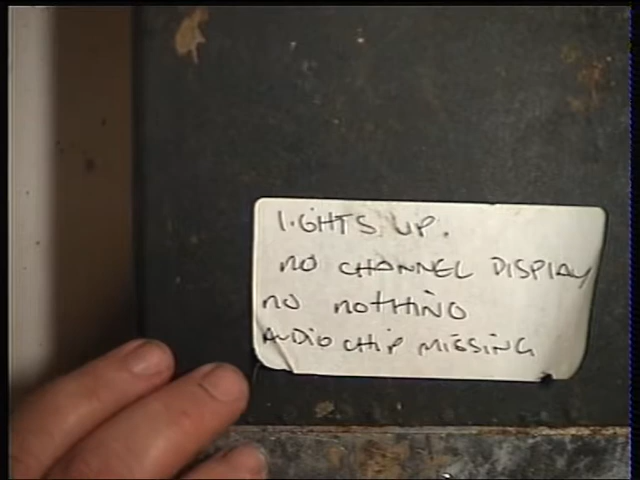 LIGHTS UP.
no CHANNEL DISPLAY
no nothing
AUDIO CHIP MISSING